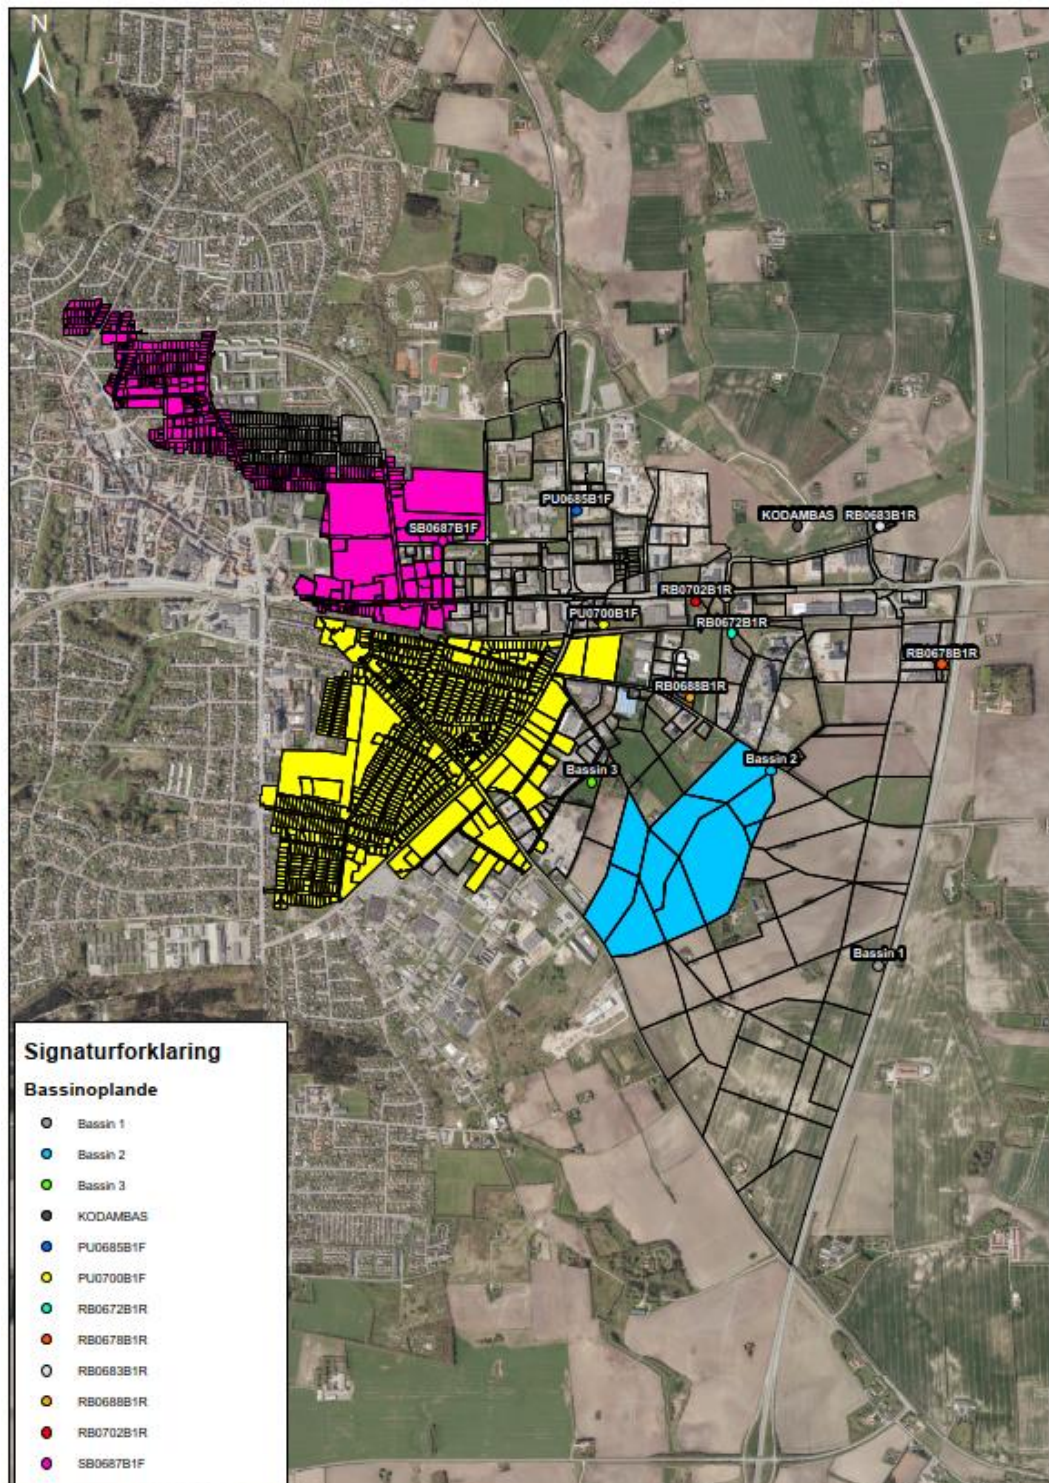 N
PU0685B1F
KODAMBAS RB0683B1R
SB0687B1F
RB0702B1R
PU0700B1F
RB0672B1R
RB0678B1R
RB0688B1R
Bassin 2
Bassin 3
Bassin 1
Signaturforklaring
Bassinoplande
Bassin 1
Bassin 2
Bassin 3
KODAMBAS
PU0685B1F
PU0700B1F
RB0672B1R
RB0678B1R
RB0683B1R
RB0688B1R
RB0702B1R
SB0687B1F